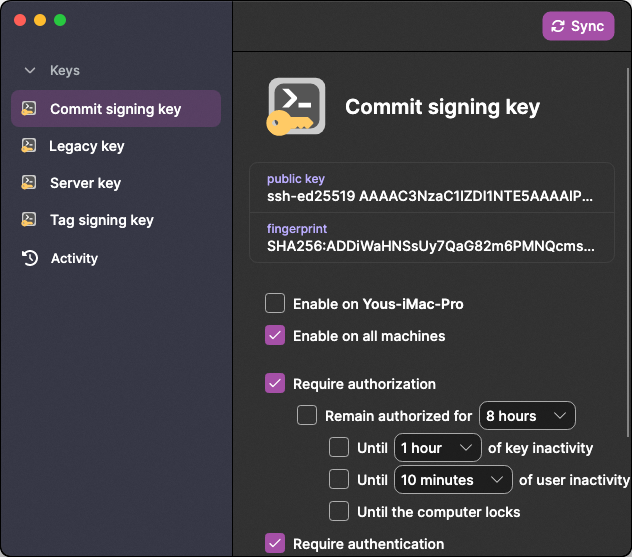 Sync
Keys
Commit signing key
Legacy key
Server key
Tag signing key
Activity
Commit signing key
public key
ssh-ed25519 AAAAC3NzaC1lZDI1NTE5AAAAIP...
fingerprint
SHA256:ADDiWaHNSsUy7QaG82m6PMNQcms...
Enable on Yous-iMac-Pro
Enable on all machines
Require authorization
Remain authorized for 8 hours
Until 1 hour of key inactivity
Until 10 minutes of user inactivity
Until the computer locks
Require authentication